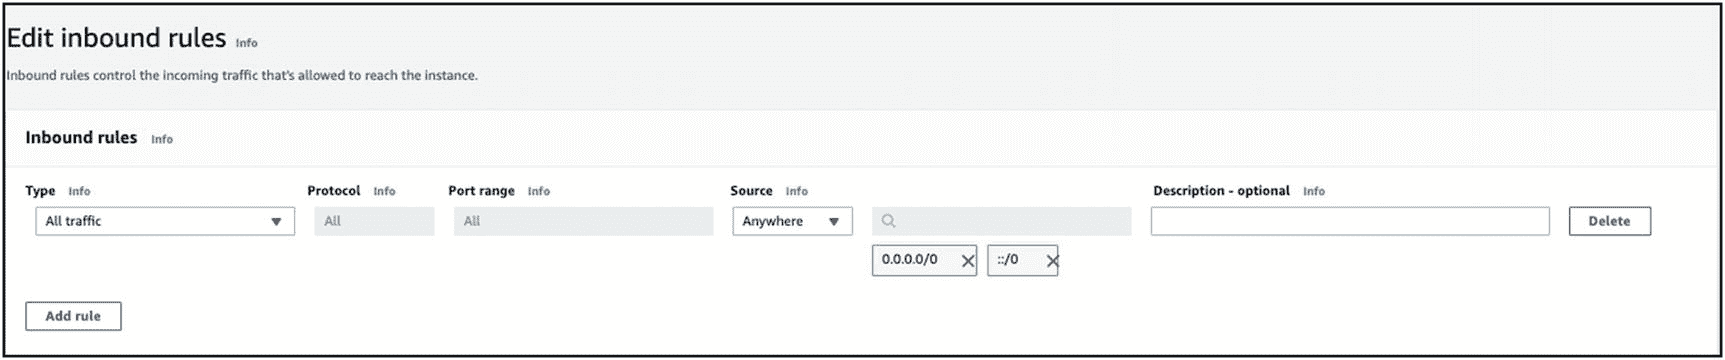 Edit inbound rules Info
Inbound rules control the incoming traffic that's allowed to reach the instance.
Inbound rules Info
Type Info Protocol Info Port range Info Source Info Description - optional Info
All traffic All All Anywhere Delete
0.0.0.0/0 ::/0
Add rule